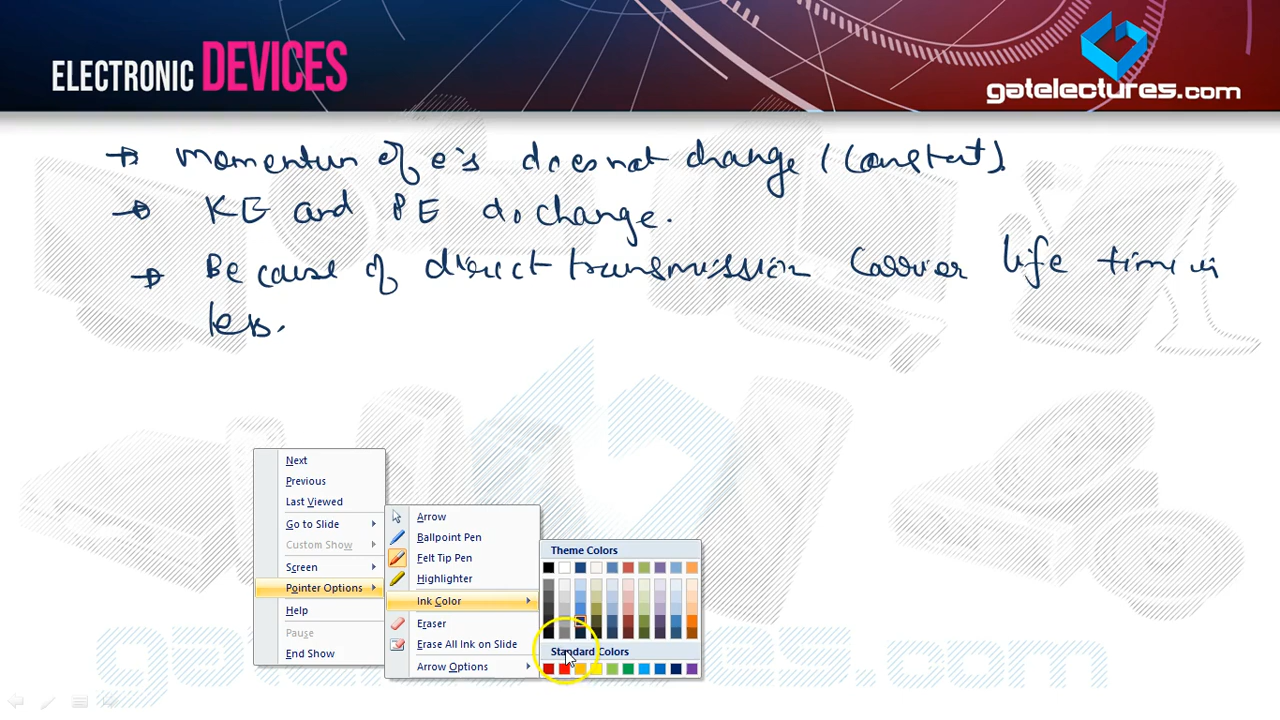 ELECTRONIC DEVICES
gatelectures.com
→ Momentum of e's does not change (constant).
→ KE and PE do change.
→ Because of direct transmission carrier life time is
less.
Next
Previous
Last Viewed
Go to Slide
Custom Show
Screen
Pointer Options
Help
Pause
End Show
Arrow
Ballpoint Pen
Felt Tip Pen
Highlighter
Ink Color
Eraser
Erase All Ink on Slide
Arrow Options
Theme Colors
Standard Colors
gatelectures.com